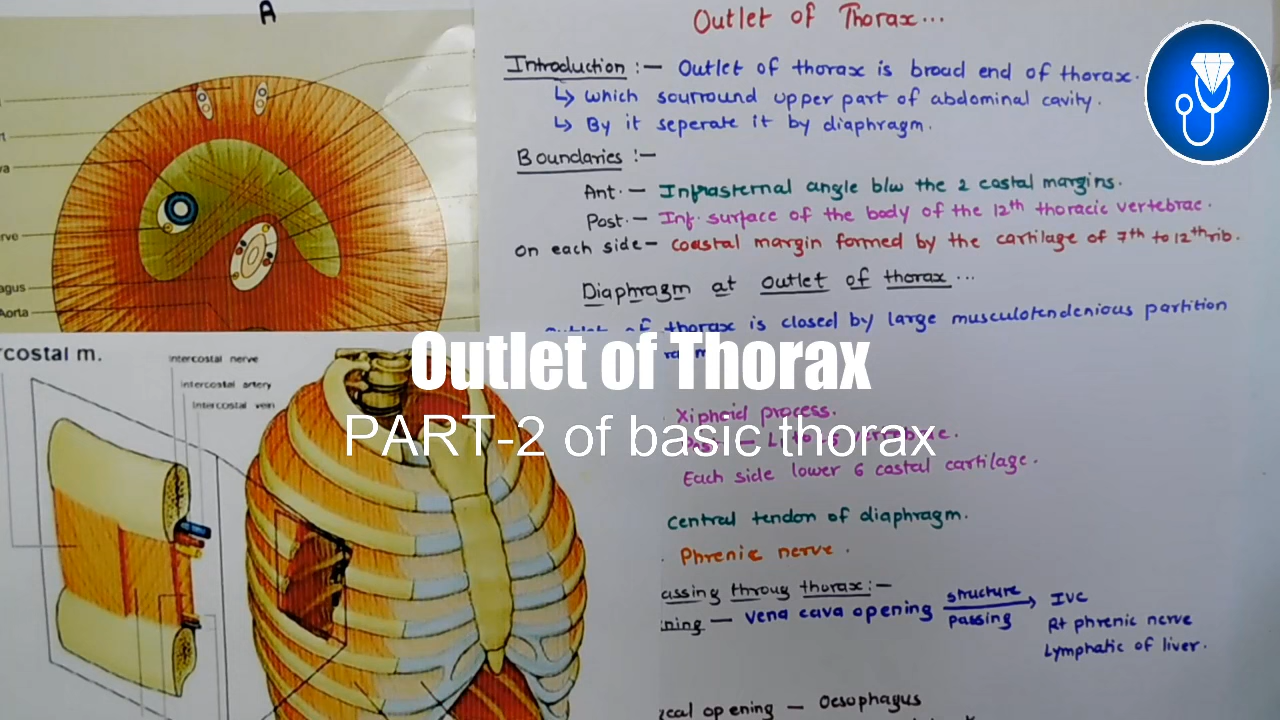 A
Outlet of Thorax...
Introduction :— Outlet of thorax is broad end of thorax.
↳ which sourround upper part of abdominal cavity.
↳ By it seperate it by diaphragm.
Boundaries :—
Ant. — Infrasternal angle b/w the 2 costal margins.
Post. — Inf. surface of the body of the 12th thoracic vertebrae.
on each side — coastal margin formed by the cartilage of 7th to 12th rib.
Diaphragm at outlet of thorax...
Outlet of thorax is closed by large musculotendenious partition
Outlet of Thorax
PART-2 of basic thorax
Xiphoid process.
Each side lower 6 costal cartilage.
Central tendon of diaphragm.
Phrenic nerve.
assing throug thorax :—
ning — vena cava opening structure passing → IVC
Rt phrenic nerve
Lymphatic of liver.
eal opening — Oesophagus
rve
agus
Aorta
rcostal m.
Intercostal nerve
Intercostal artery
Intercostal vein